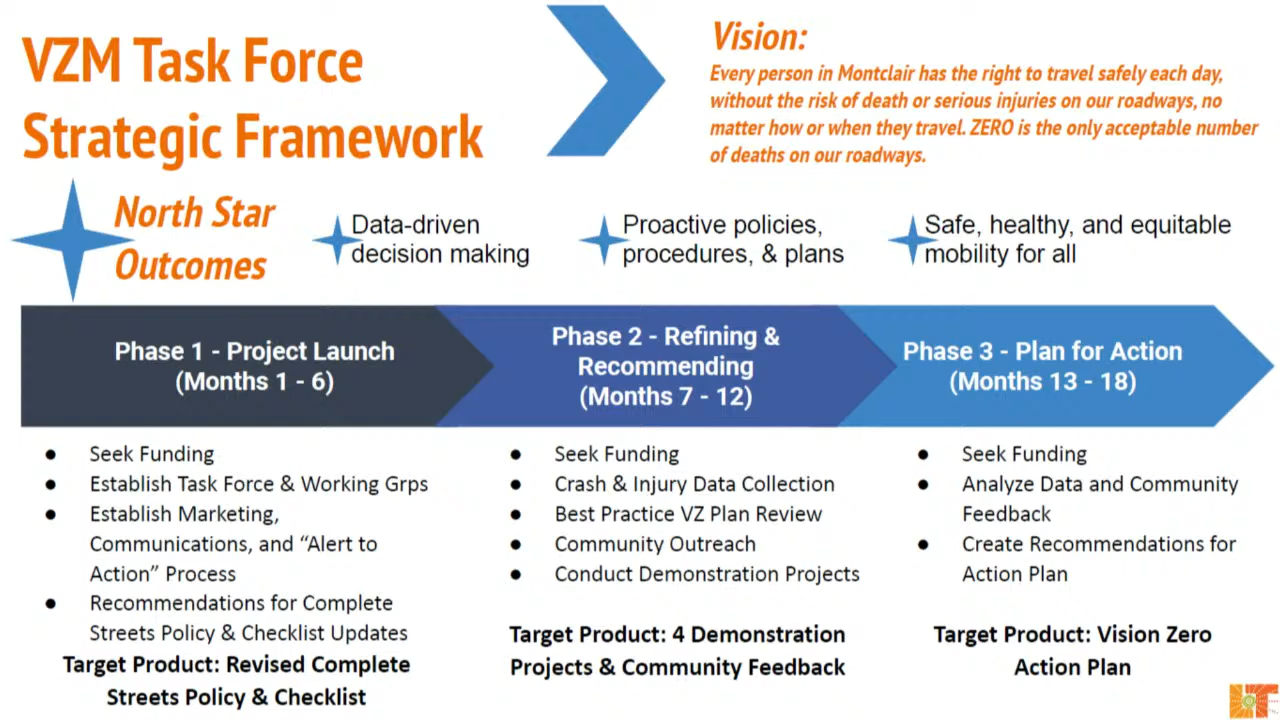 VZM Task Force
Strategic Framework
Vision:
Every person in Montclair has the right to travel safely each day,
without the risk of death or serious injuries on our roadways, no
matter how or when they travel. ZERO is the only acceptable number
of deaths on our roadways.
North Star
Outcomes
Data-driven
decision making
Proactive policies,
procedures, & plans
Safe, healthy, and equitable
mobility for all
Phase 1 - Project Launch
(Months 1 - 6)
Phase 2 - Refining &
Recommending
(Months 7 - 12)
Phase 3 - Plan for Action
(Months 13 - 18)
● Seek Funding
● Establish Task Force & Working Grps
● Establish Marketing,
Communications, and “Alert to
Action” Process
● Recommendations for Complete
Streets Policy & Checklist Updates
Target Product: Revised Complete
Streets Policy & Checklist
● Seek Funding
● Crash & Injury Data Collection
● Best Practice VZ Plan Review
● Community Outreach
● Conduct Demonstration Projects
Target Product: 4 Demonstration
Projects & Community Feedback
● Seek Funding
● Analyze Data and Community
Feedback
● Create Recommendations for
Action Plan
Target Product: Vision Zero
Action Plan